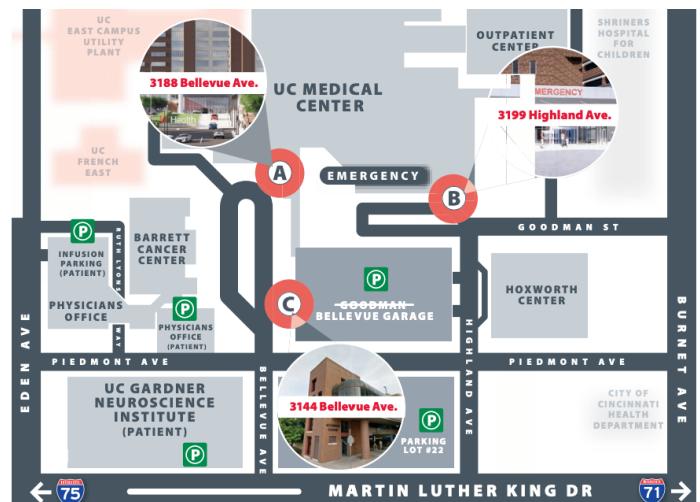 UC
EAST CAMPUS
UTILITY
PLANT
3188 Bellevue Ave.
Health
UC MEDICAL
CENTER
OUTPATIENT
CENTER
SHRINERS
HOSPITAL
FOR
CHILDREN
MERGENCY
3199 Highland Ave.
UC
FRENCH
EAST
A
EMERGENCY
B
GOODMAN ST
P
INFUSION
PARKING
(PATIENT)
RUTH LYONS WAY
BARRETT
CANCER
CENTER
PHYSICIANS
OFFICE
P
PHYSICIANS
OFFICE
(PATIENT)
C
P
GOODMAN
BELLEVUE GARAGE
HOXWORTH
CENTER
EDEN AVE
BURNET AVE
HIGHLAND AVE
BELLEVUE AVE
PIEDMONT AVE
PIEDMONT AVE
UC GARDNER
NEUROSCIENCE
INSTITUTE
(PATIENT)
P
3144 Bellevue Ave.
P
PARKING
LOT #22
CITY OF
CINCINNATI
HEALTH
DEPARTMENT
INTERSTATE
75
MARTIN LUTHER KING DR
INTERSTATE
71